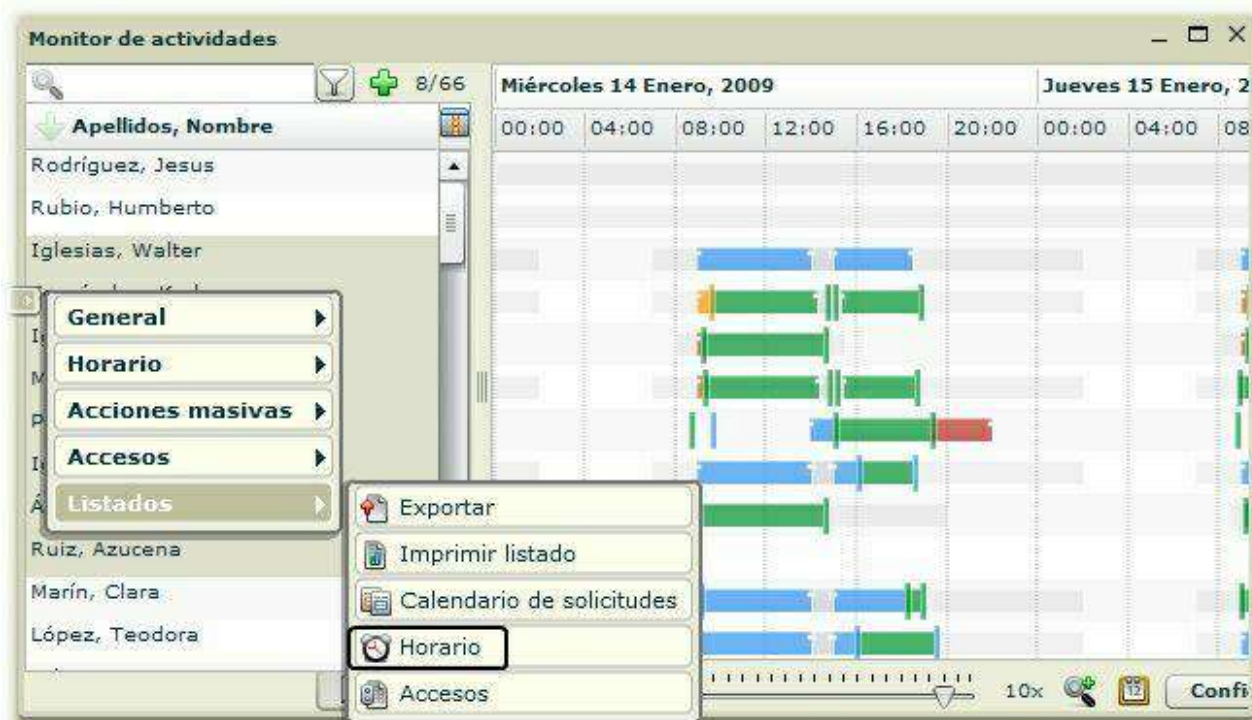 Monitor de actividades
8/66
Miércoles 14 Enero, 2009
Jueves 15 Enero, 2
Apellidos, Nombre
00:00 04:00 08:00 12:00 16:00 20:00 00:00 04:00 08
Rodríguez, Jesus
Rubio, Humberto
Iglesias, Walter
General
Horario
Acciones masivas
Accesos
Listados
Exportar
Imprimir listado
Calendario de solicitudes
Horario
Accesos
Ruiz, Azucena
Marín, Clara
López, Teodora
10x
12
Confi